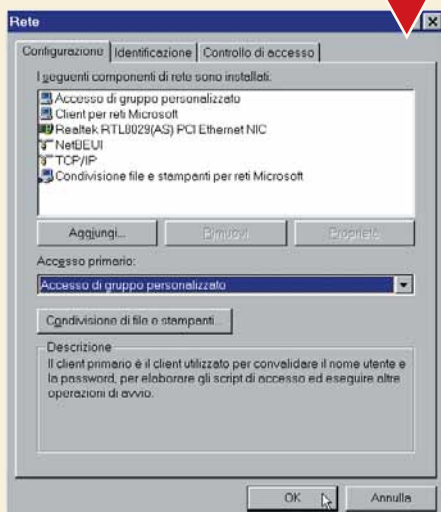 Rete
Configurazione Identificazione Controllo di accesso
I seguenti componenti di rete sono installati:
Accesso di gruppo personalizzato
Client per reti Microsoft
Realtek RTL8029(AS) PCI Ethernet NIC
NetBEUI
TCP/IP
Condivisione file e stampanti per reti Microsoft
Aggiungi... Rimuovi Proprietà
Accesso primario:
Accesso di gruppo personalizzato
Condivisione di file e stampanti...
Descrizione
Il client primario è il client utilizzato per convalidare il nome utente e
la password, per elaborare gli script di accesso ed eseguire altre
operazioni di avvio.
OK Annulla